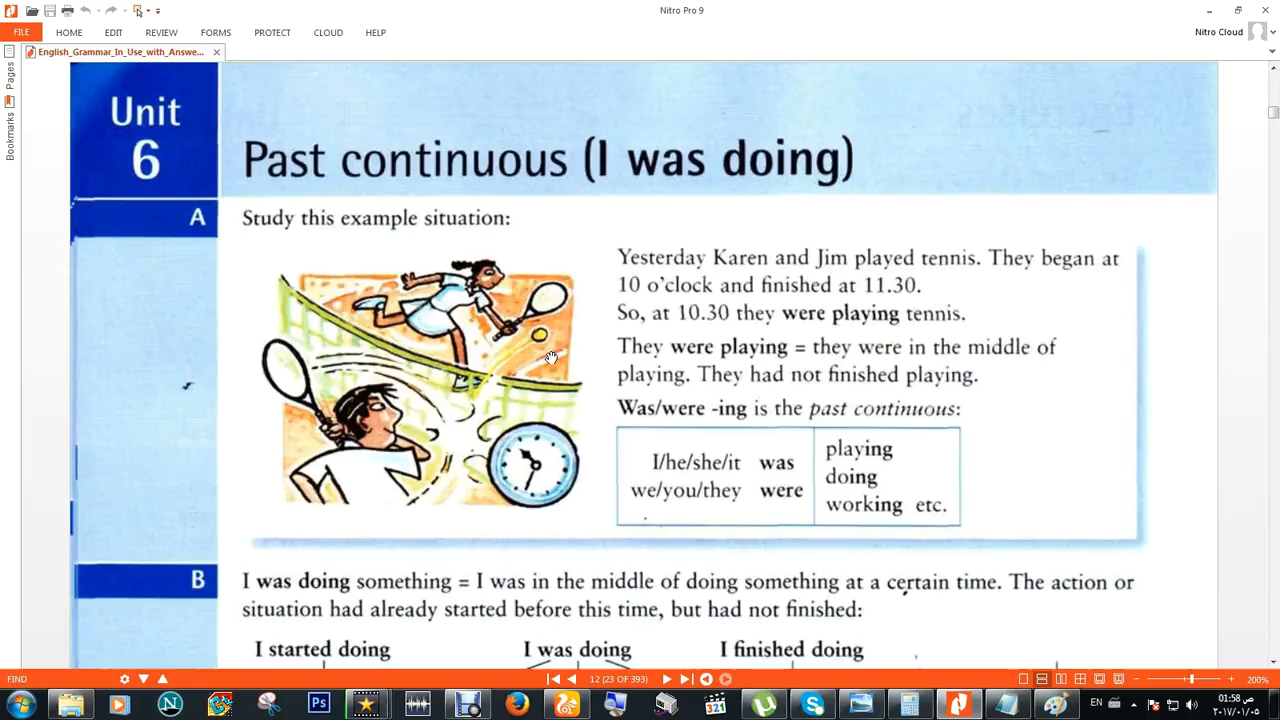 Nitro Pro 9
FILE HOME EDIT REVIEW FORMS PROTECT CLOUD HELP Nitro Cloud
English_Grammar_In_Use_with_Answe...
Pages
Bookmarks
Unit
6
Past continuous (I was doing)
A
Study this example situation:
Yesterday Karen and Jim played tennis. They began at
10 o'clock and finished at 11.30.
So, at 10.30 they were playing tennis.
They were playing = they were in the middle of
playing. They had not finished playing.
Was/were -ing is the past continuous:
I/he/she/it was
we/you/they were
playing
doing
working etc.
B
I was doing something = I was in the middle of doing something at a certain time. The action or
situation had already started before this time, but had not finished:
I started doing I was doing I finished doing
FIND 12 (23 OF 393) 200%
321
EN
01:58 ص
٢٠١٧/٠١/٠٥